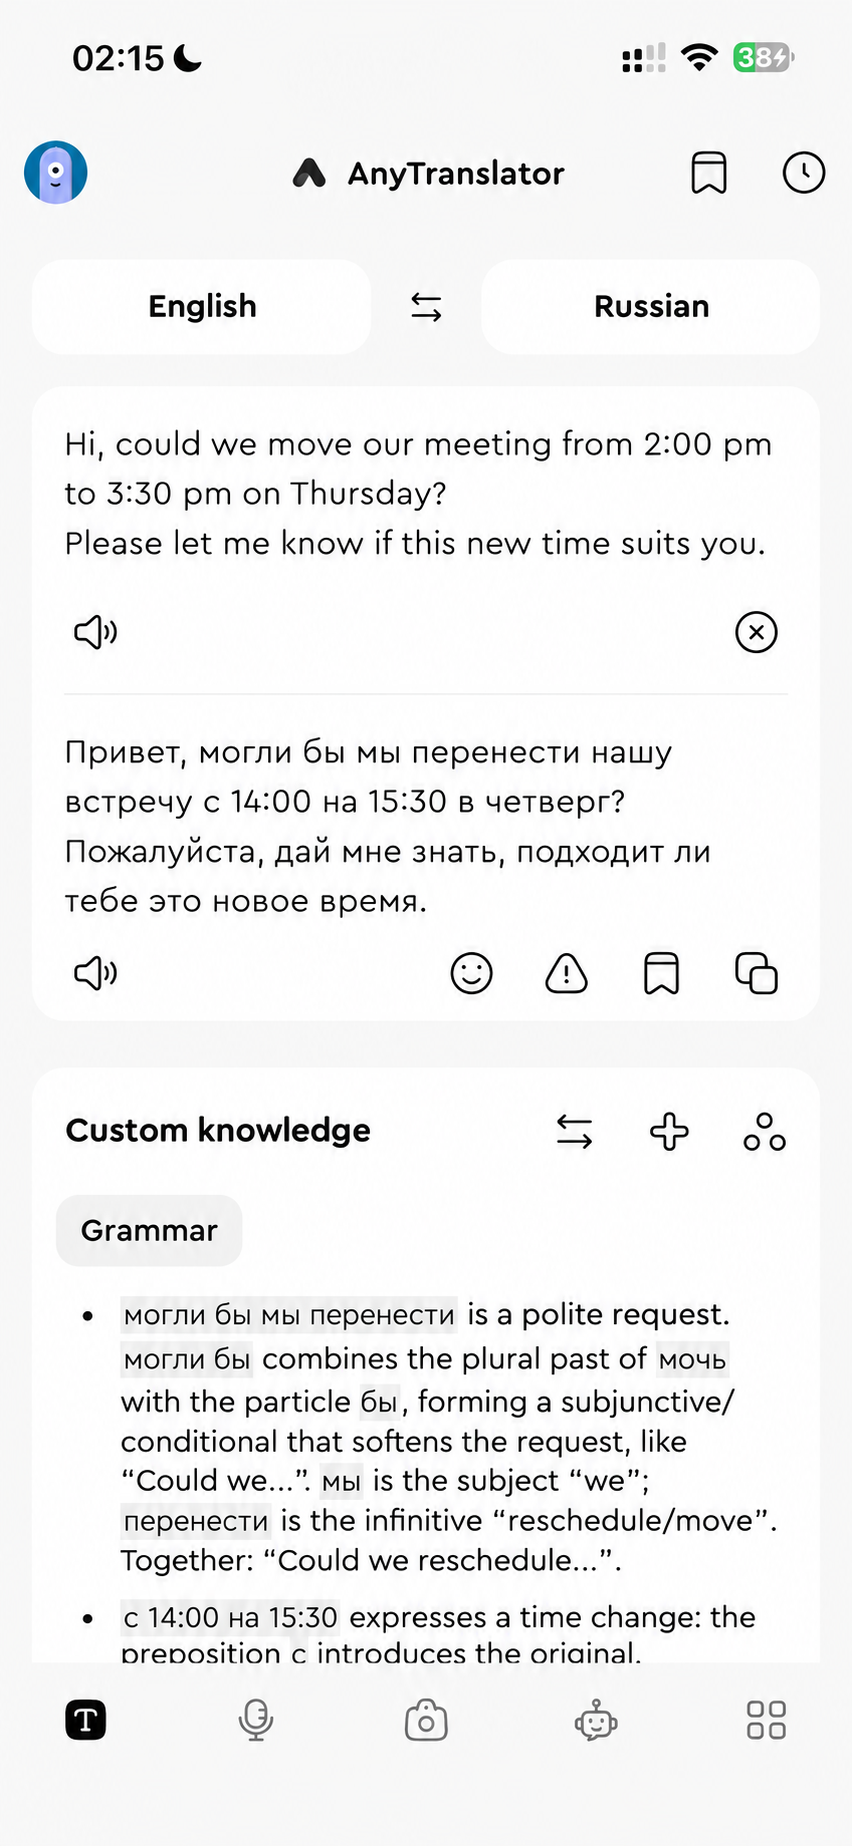 02:15
38
AnyTranslator
English
Russian
Hi, could we move our meeting from 2:00 pm
to 3:30 pm on Thursday?
Please let me know if this new time suits you.
Привет, могли бы мы перенести нашу
встречу с 14:00 на 15:30 в четверг?
Пожалуйста, дай мне знать, подходит ли
тебе это новое время.
Custom knowledge
Grammar
• могли бы мы перенести is a polite request.
могли бы combines the plural past of мочь
with the particle бы, forming a subjunctive/
conditional that softens the request, like
“Could we...”. мы is the subject “we”;
перенести is the infinitive “reschedule/move”.
Together: “Could we reschedule...”.
• с 14:00 на 15:30 expresses a time change: the
preposition с introduces the original.
T